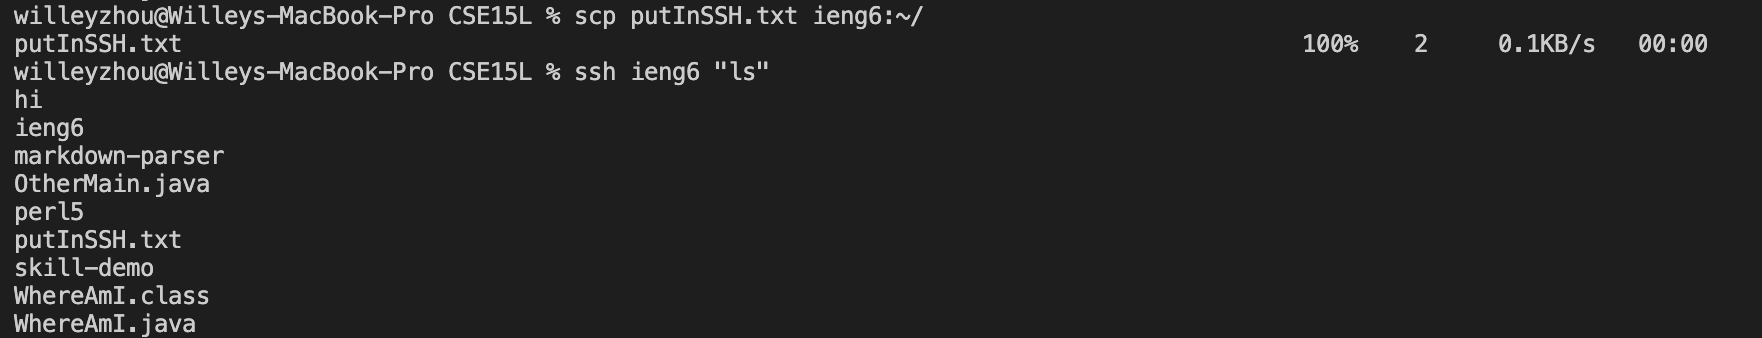 willeyzhou@Willeys-MacBook-Pro CSE15L % scp putInSSH.txt ieng6:~/
putInSSH.txt 100% 2 0.1KB/s 00:00
willeyzhou@Willeys-MacBook-Pro CSE15L % ssh ieng6 "ls"
hi
ieng6
markdown-parser
OtherMain.java
perl5
putInSSH.txt
skill-demo
WhereAmI.class
WhereAmI.java